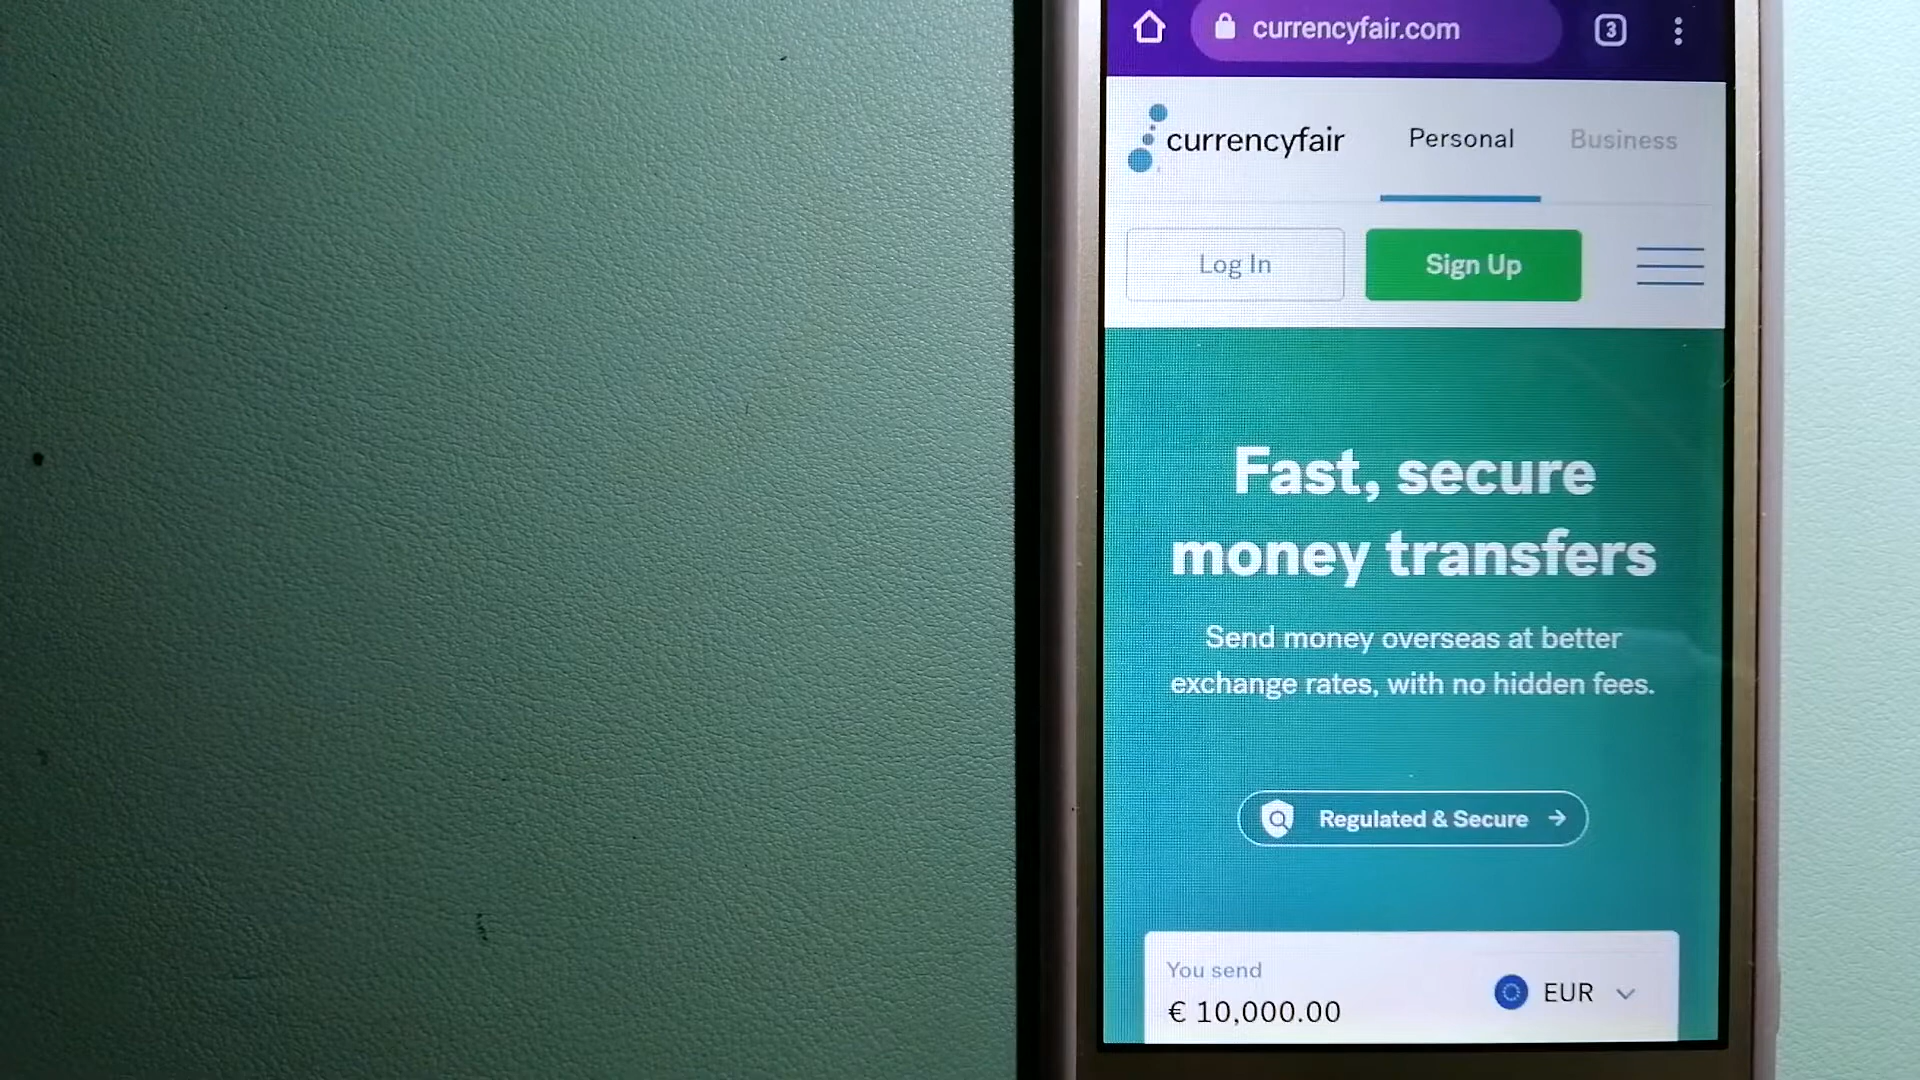 currencyfair.com
3
currencyfair
Personal
Business
Log In
Sign Up
Fast, secure
money transfers
Send money overseas at better
exchange rates, with no hidden fees.
Regulated & Secure →
You send
€ 10,000.00
EUR